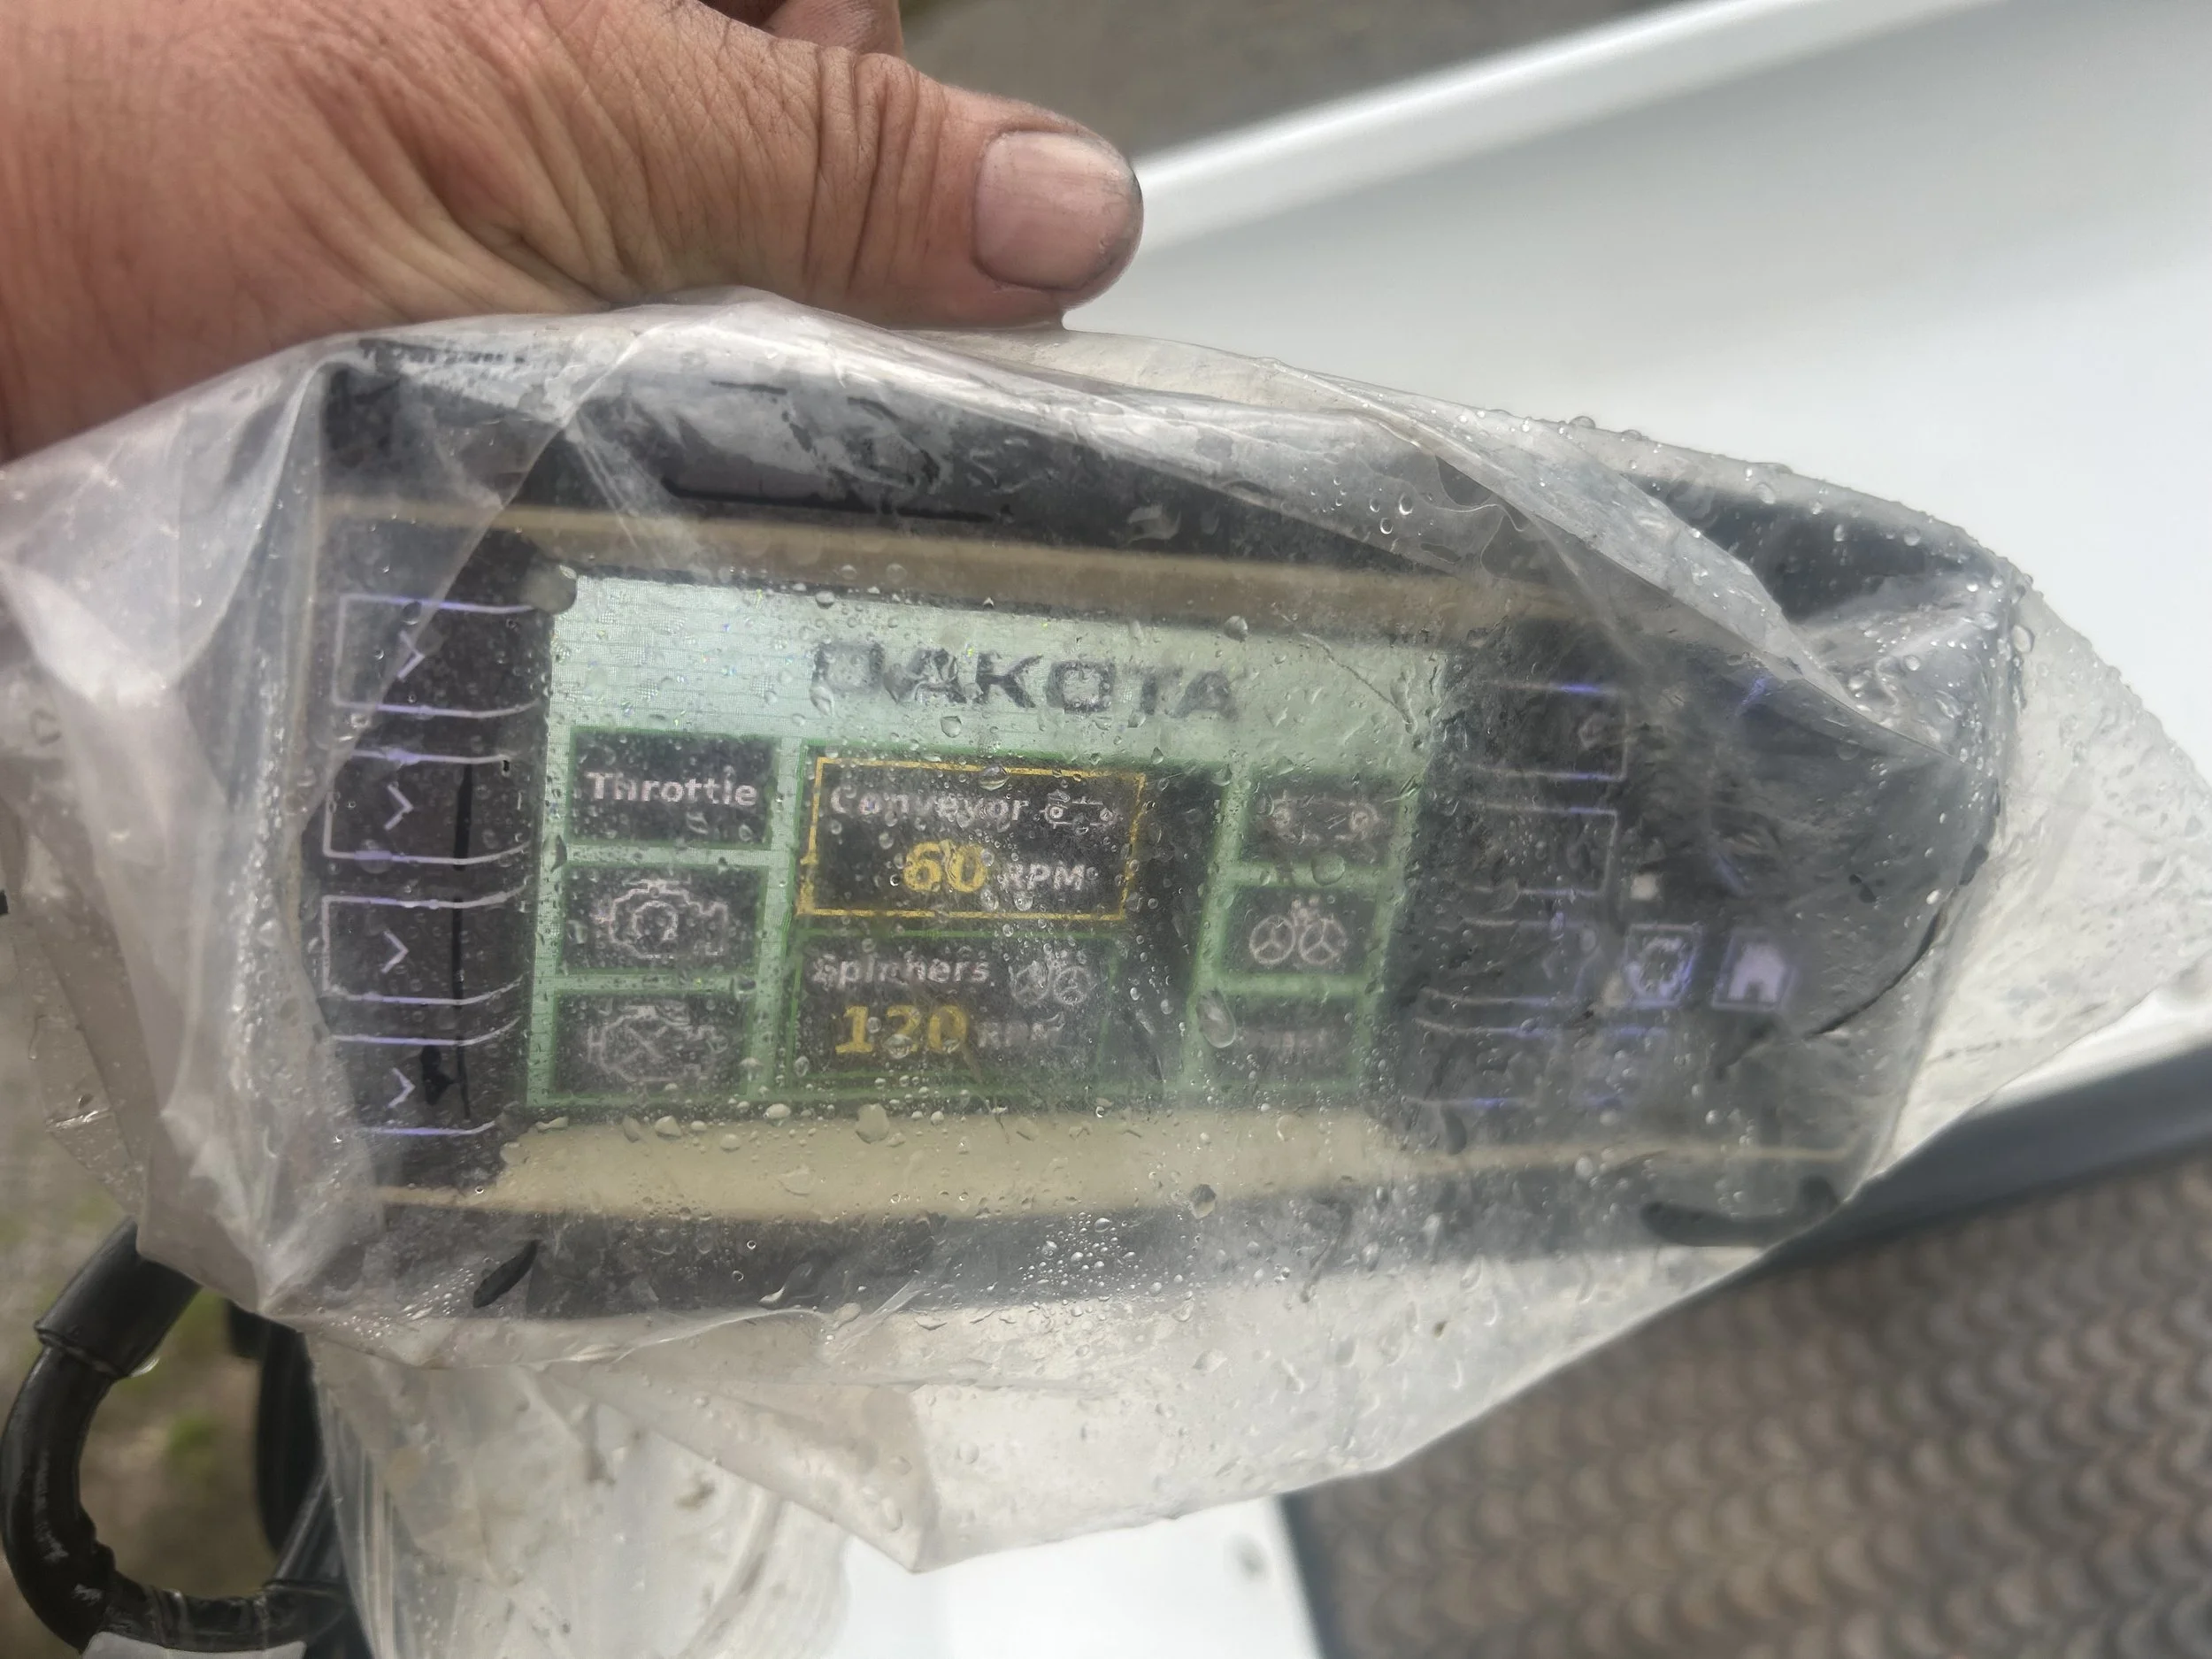 DAKOTA
Throttle
Conveyor
60 RPM
Spinners
120 RPM